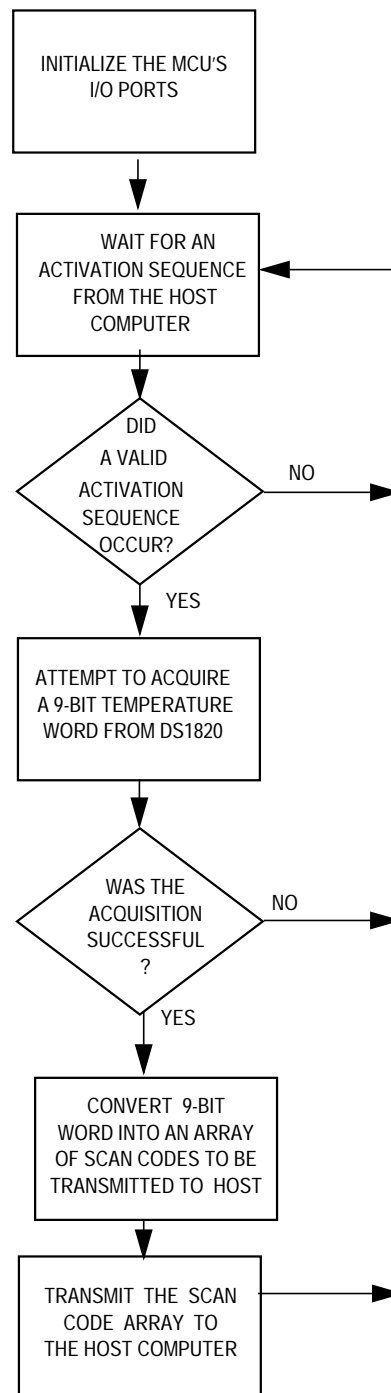 INITIALIZE THE MCU'S
I/O PORTS
WAIT FOR AN
ACTIVATION SEQUENCE
FROM THE HOST
COMPUTER
DID
A VALID
ACTIVATION
SEQUENCE
OCCUR?
NO
YES
ATTEMPT TO ACQUIRE
A 9-BIT TEMPERATURE
WORD FROM DS1820
WAS THE
ACQUISITION
SUCCESSFUL
?
NO
YES
CONVERT 9-BIT
WORD INTO AN ARRAY
OF SCAN CODES TO BE
TRANSMITTED TO HOST
TRANSMIT THE SCAN
CODE ARRAY TO
THE HOST COMPUTER